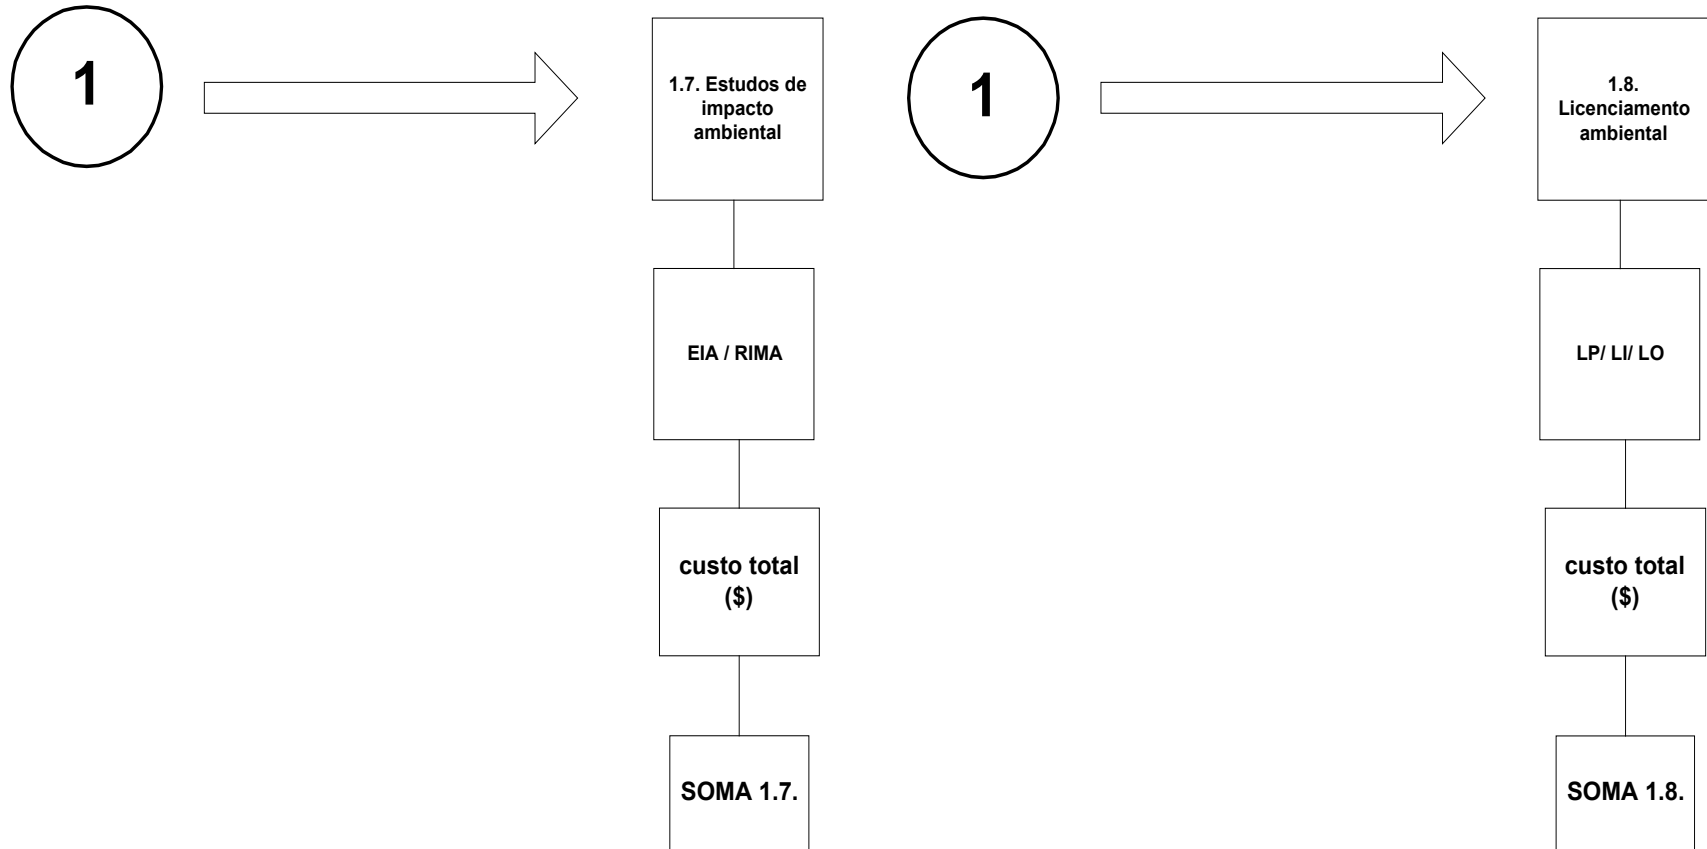 1
1.7. Estudos de
impacto
ambiental
EIA / RIMA
custo total
($)
SOMA 1.7.
1
1.8.
Licenciamento
ambiental
LP/ LI/ LO
custo total
($)
SOMA 1.8.